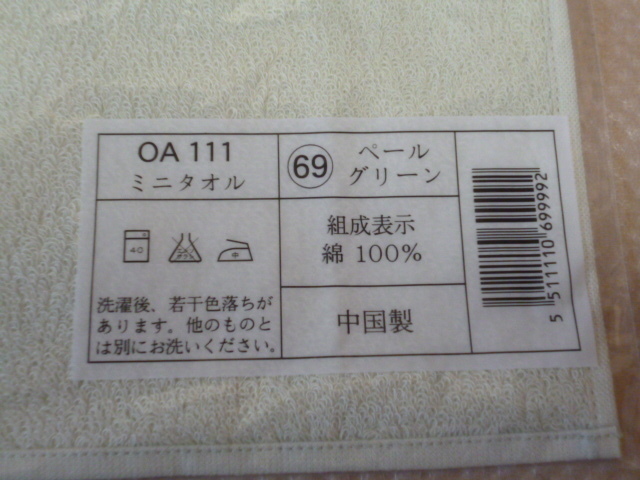 OA 111
ミニタオル
69
ペール
グリーン
40
組成表示
綿 100%
洗濯後、若干色落ちが
あります。他のものと
は別にお洗いください。
中国製
5 511110 699992